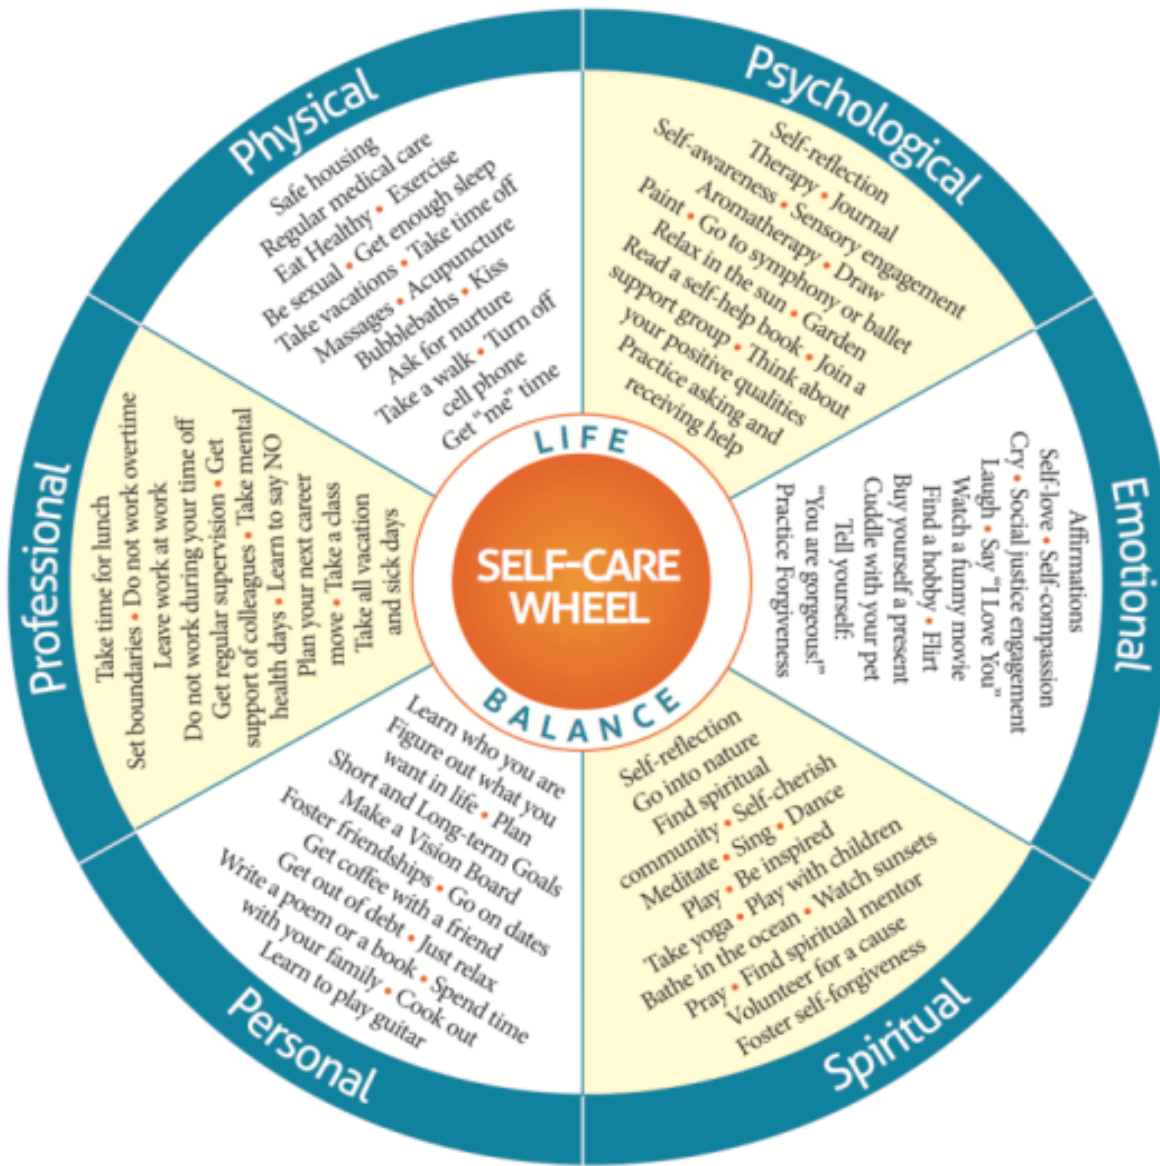 Physical
Safe housing
Regular medical care
Eat Healthy • Exercise
Be sexual • Get enough sleep
Take vacations • Take time off
Massages • Acupuncture
Bubblebaths • Kiss
Ask for nurture
Take a walk • Turn off
cell phone
Get “me” time
Psychological
Self-reflection
Therapy • Journal
Self-awareness • Sensory engagement
Aromatherapy • Draw
Paint • Go to symphony or ballet
Relax in the sun • Garden
Read a self-help book • Join a
support group • Think about
your positive qualities
Practice asking and
receiving help
Emotional
Affirmations
Self-love • Self-compassion
Cry • Social justice engagement
Laugh • Say “I Love You”
Watch a funny movie
Find a hobby • Flirt
Buy yourself a present
Cuddle with your pet
Tell yourself:
“You are gorgeous!”
Practice Forgiveness
Spiritual
Self-reflection
Go into nature
Find spiritual
community • Self-cherish
Meditate • Sing • Dance
Play • Be inspired
Take yoga • Play with children
Bathe in the ocean • Watch sunsets
Pray • Find spiritual mentor
Volunteer for a cause
Foster self-forgiveness
Personal
Learn who you are
Figure out what you
want in life • Plan
Short and Long-term Goals
Make a Vision Board
Foster friendships • Go on dates
Get coffee with a friend
Get out of debt • Just relax
Write a poem or a book • Spend time
with your family • Cook out
Learn to play guitar
Professional
Take time for lunch
Set boundaries • Do not work overtime
Leave work at work
Do not work during your time off
Get regular supervision • Get
support of colleagues • Take mental
health days • Learn to say NO
Plan your next career
move • Take a class
Take all vacation
and sick days
LIFE
SELF-CARE
WHEEL
BALANCE